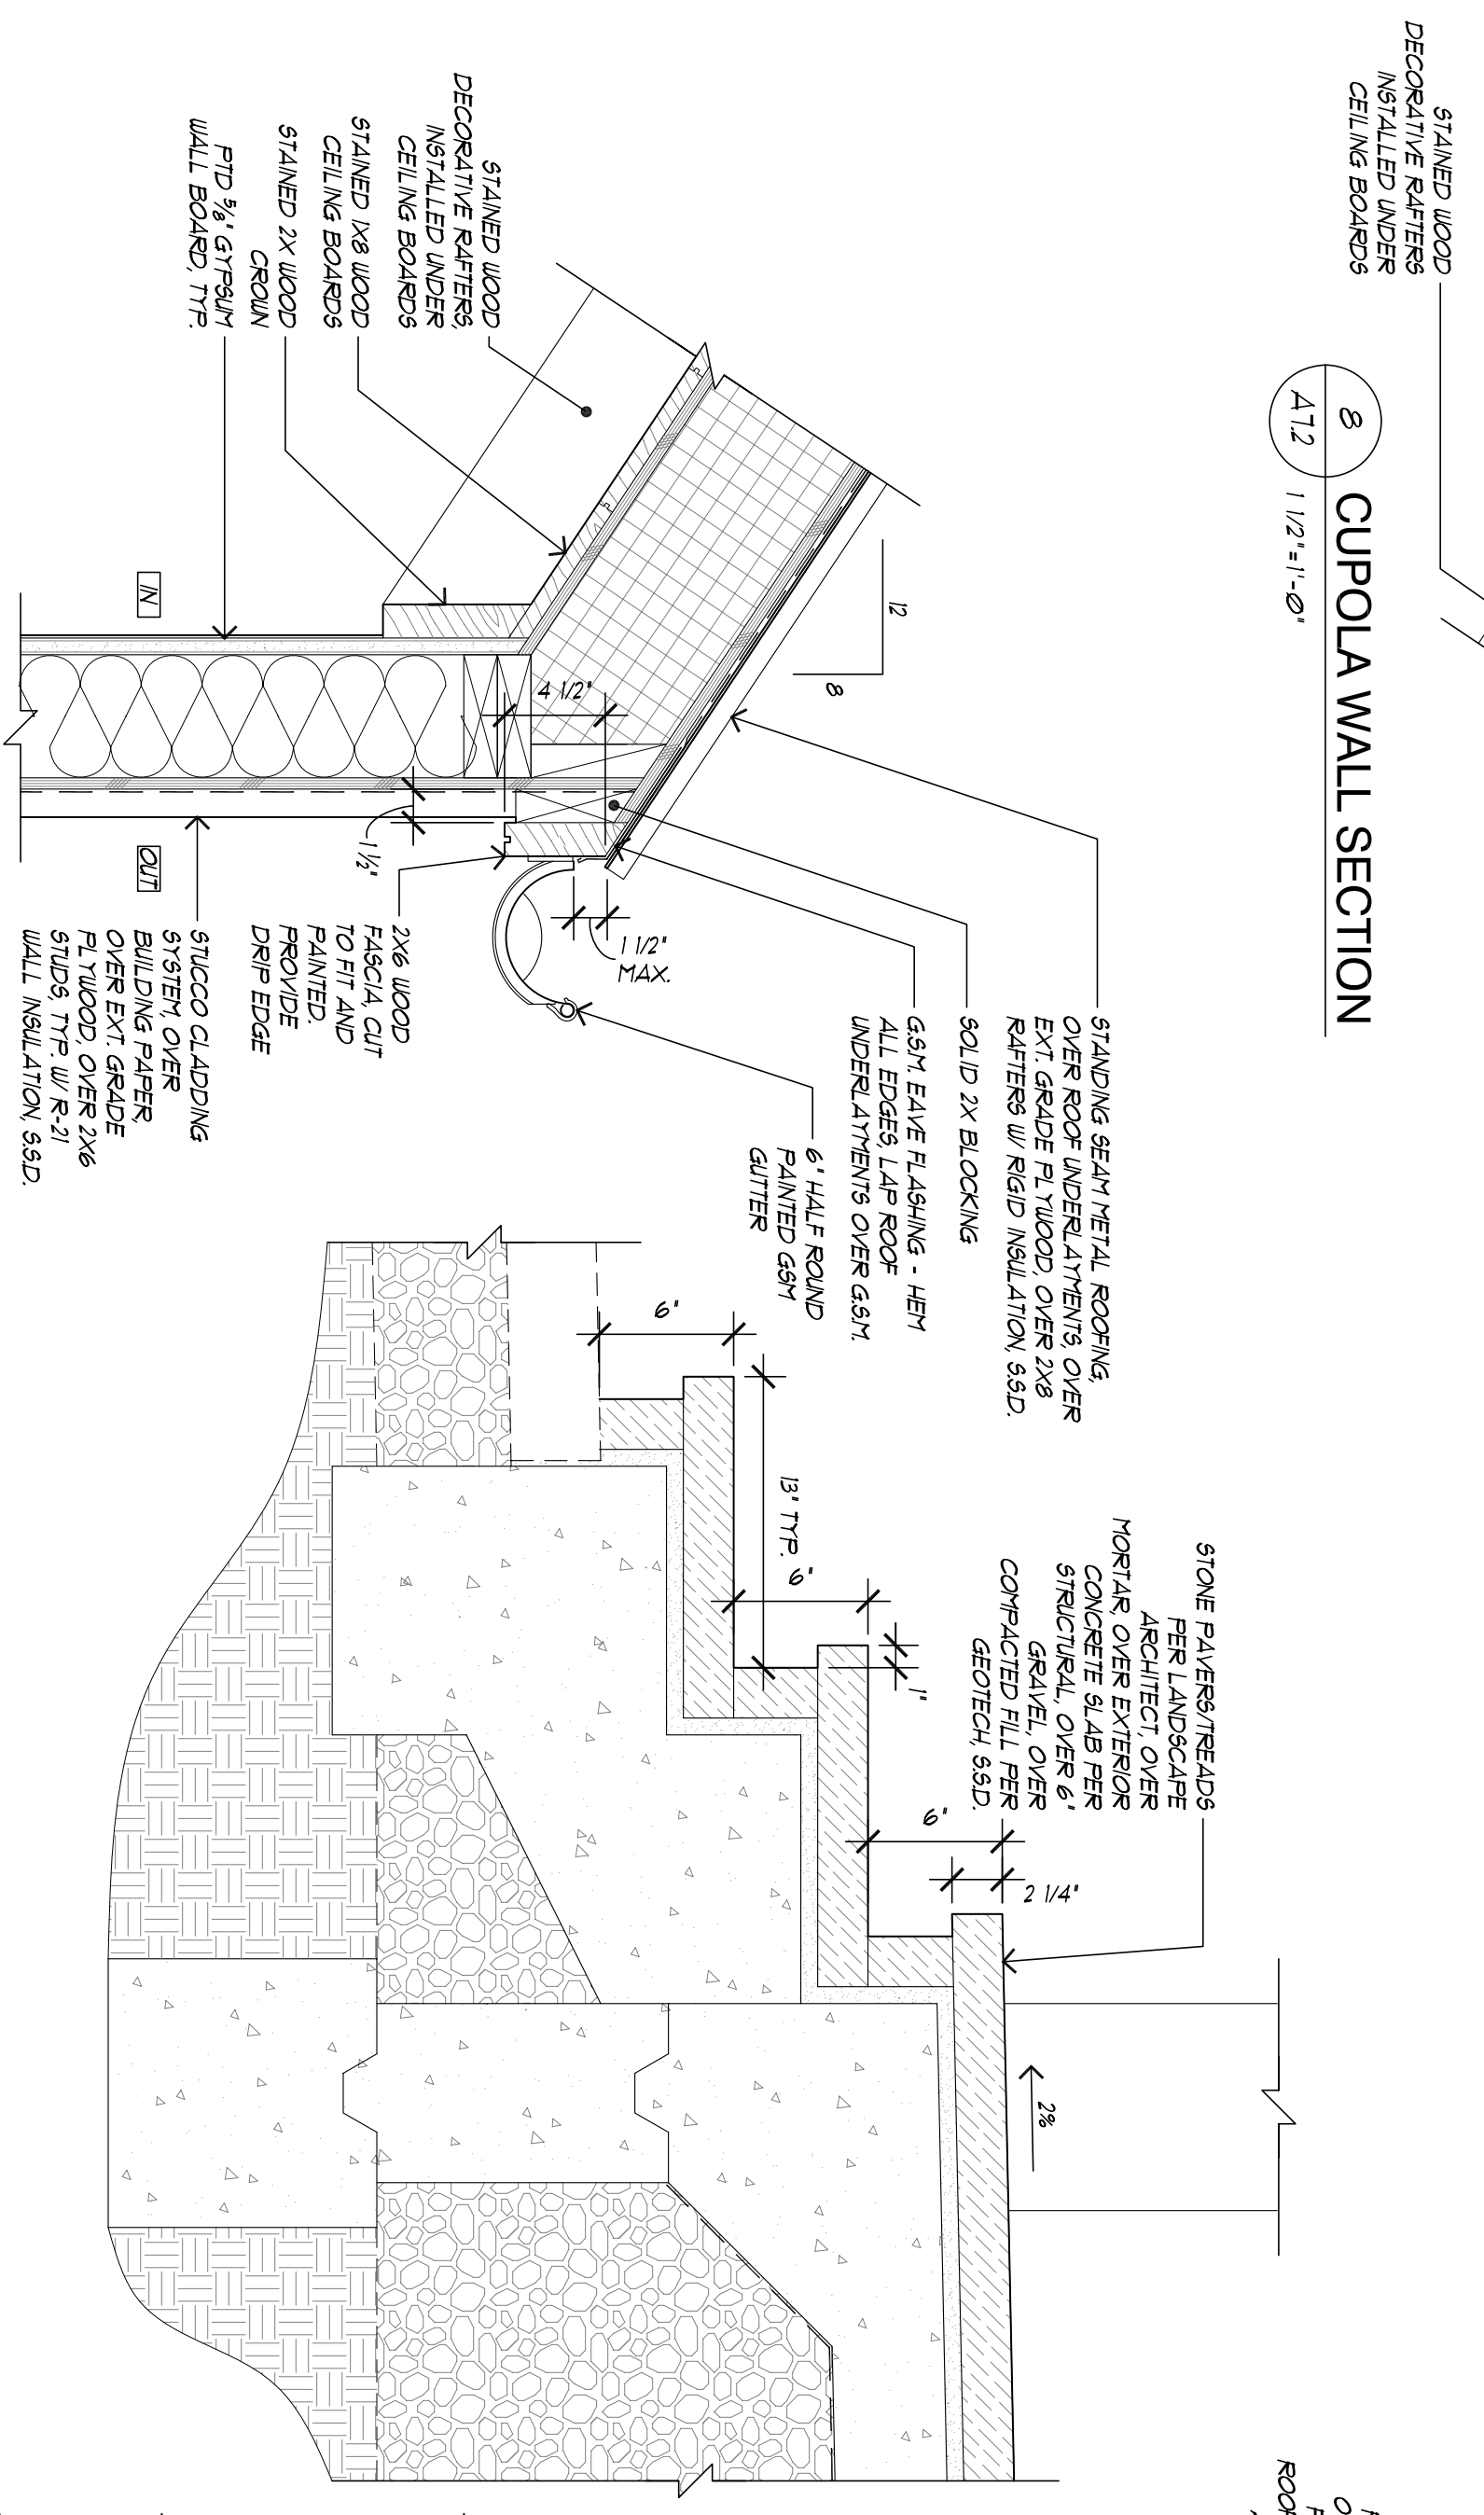 STAINED WOOD
DECORATIVE RAFTERS
INSTALLED UNDER
CEILING BOARDS
8
A7.2
CUPOLA WALL SECTION
1 1/2"=1'-0"
STAINED WOOD
DECORATIVE RAFTERS,
INSTALLED UNDER
CEILING BOARDS
STAINED 1X8 WOOD
CEILING BOARDS
STAINED 2X WOOD
CROWN
PTD 5/8" GYPSUM
WALL BOARD, TYP.
12
8
4 1/2"
1 1/2"
1 1/2"
MAX.
IN
OUT
STANDING SEAM METAL ROOFING,
OVER ROOF UNDERLAYMENTS, OVER
EXT. GRADE PLYWOOD, OVER 2X8
RAFTERS W/ RIGID INSULATION, S.S.D.
SOLID 2X BLOCKING
G.S.M. EAVE FLASHING - HEM
ALL EDGES, LAP ROOF
UNDERLAYMENTS OVER G.S.M.
6" HALF ROUND
PAINTED GSM
GUTTER
2X6 WOOD
FASCIA, CUT
TO FIT AND
PAINTED.
PROVIDE
DRIP EDGE
STUCCO CLADDING
SYSTEM, OVER
BUILDING PAPER,
OVER EXT. GRADE
PLYWOOD, OVER 2X6
STUDS, TYP. W/ R-21
WALL INSULATION, S.S.D.
STONE PAVERS/TREADS
PER LANDSCAPE
ARCHITECT, OVER
MORTAR, OVER EXTERIOR
CONCRETE SLAB PER
STRUCTURAL, OVER 6"
GRAVEL, OVER
COMPACTED FILL PER
GEOTECH, S.S.D.
6"
13" TYP.
6"
1"
6"
2 1/4"
2%